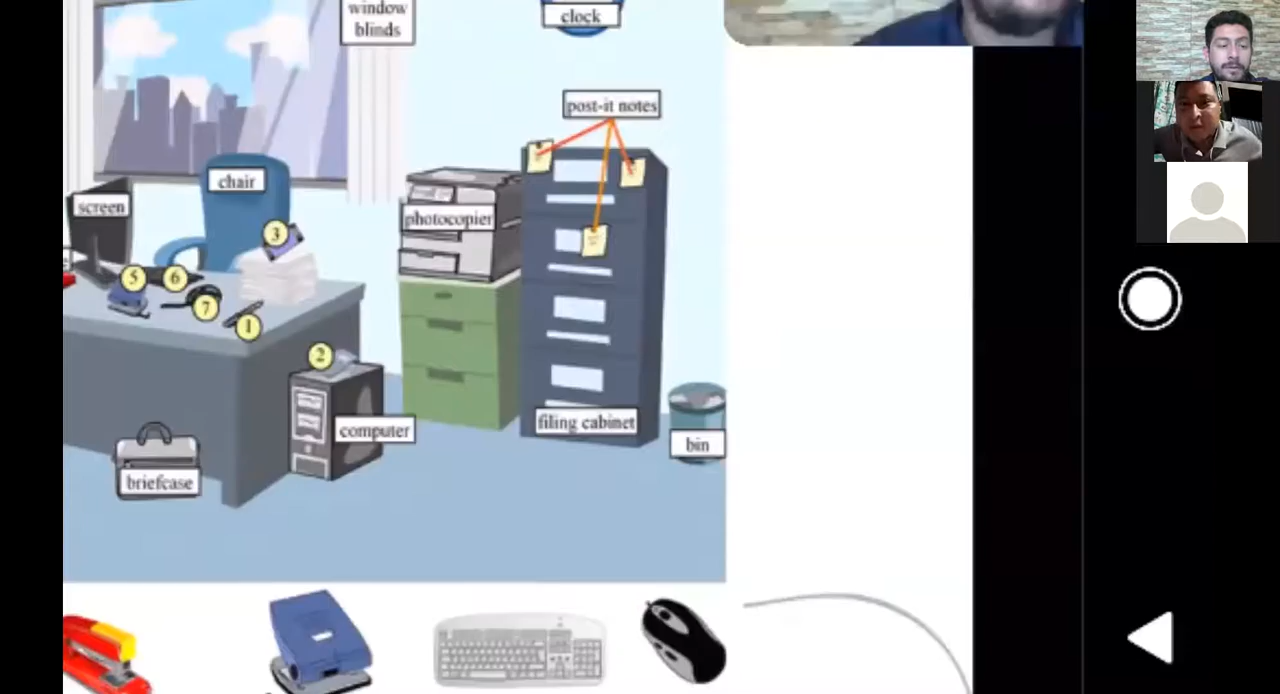 window
blinds
clock
post-it notes
chair
screen
photocopier
3
5
6
7
1
2
filing cabinet
computer
bin
briefcase